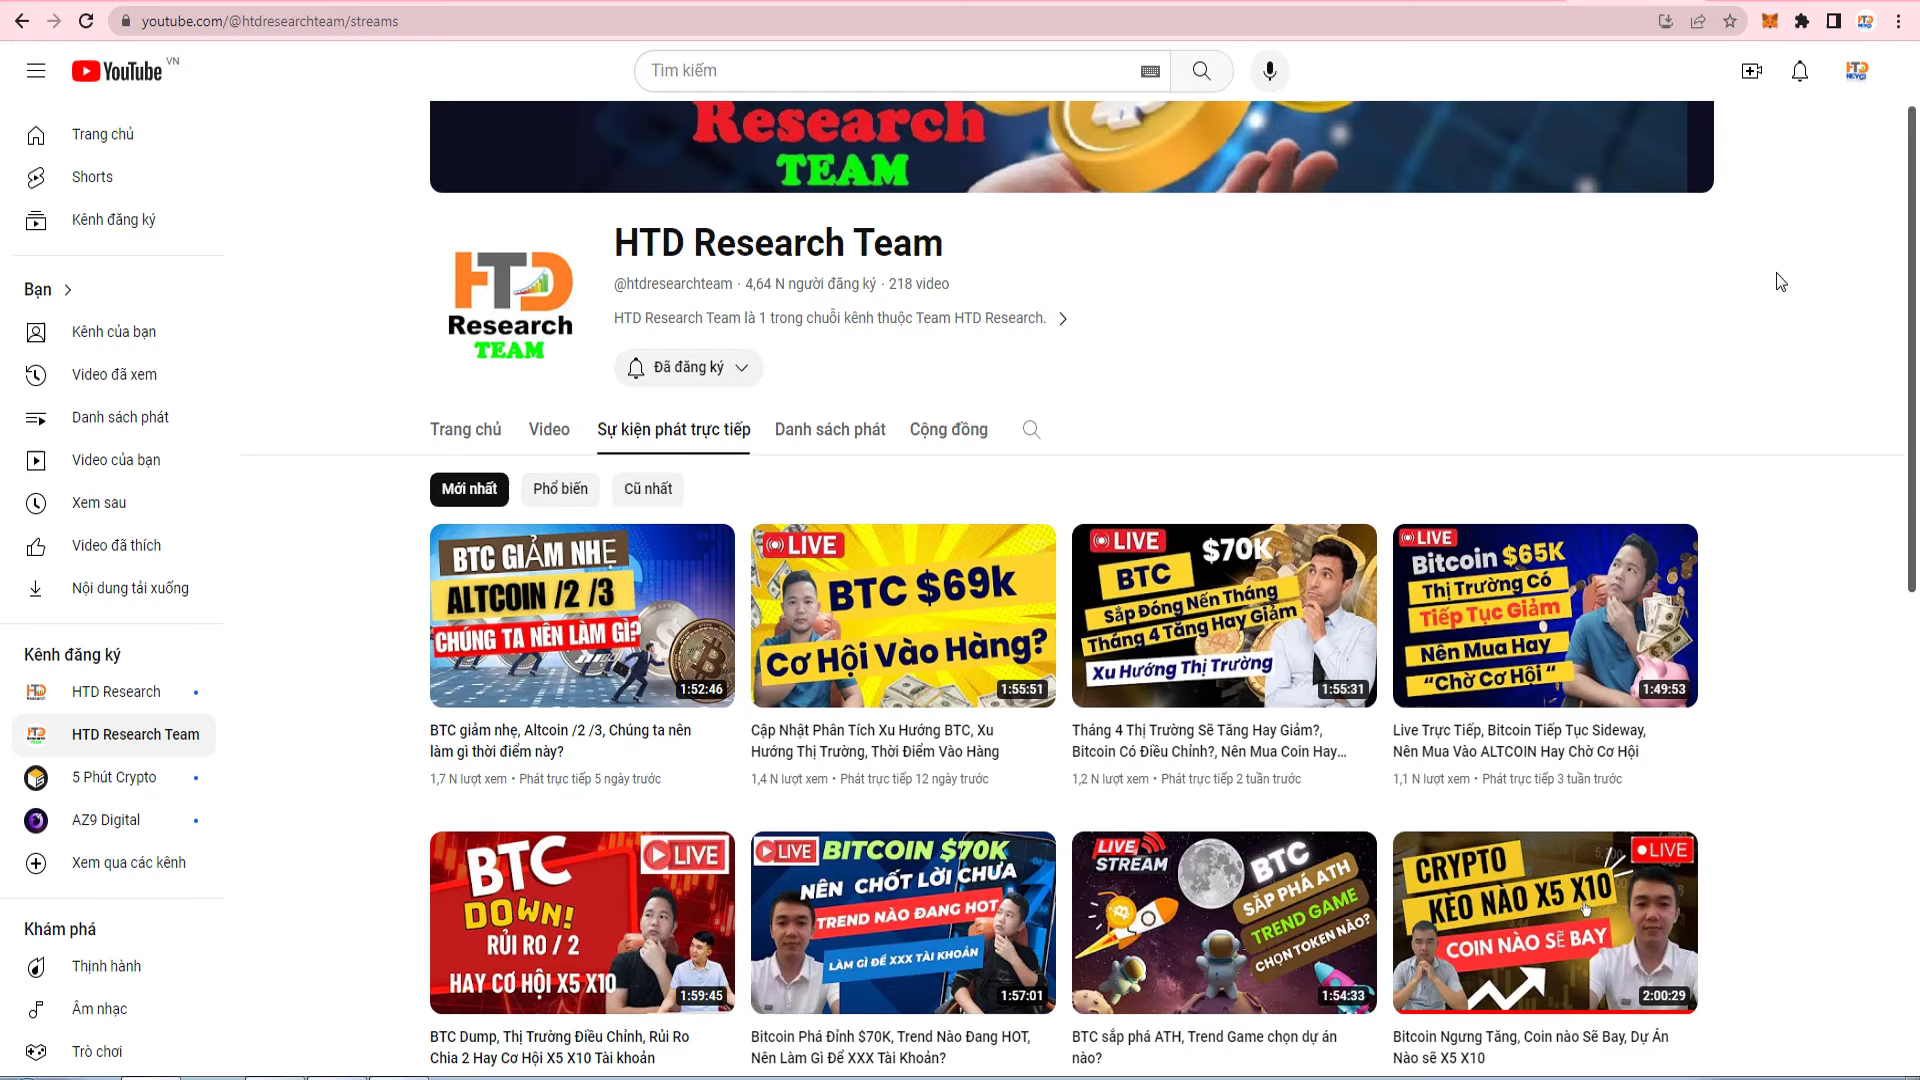 youtube.com/@htdresearchteam/streams
YouTube VN
Tìm kiếm
Trang chủ
Shorts
Kênh đăng ký
Bạn
Kênh của bạn
Video đã xem
Danh sách phát
Video của bạn
Xem sau
Video đã thích
Nội dung tải xuống
Kênh đăng ký
HTD Research
HTD Research Team
5 Phút Crypto
AZ9 Digital
Xem qua các kênh
Khám phá
Thịnh hành
Âm nhạc
Trò chơi
Research
TEAM
HTD
Research
TEAM
HTD Research Team
@htdresearchteam · 4,64 N người đăng ký · 218 video
HTD Research Team là 1 trong chuỗi kênh thuộc Team HTD Research.
Đã đăng ký
Trang chủ Video Sự kiện phát trực tiếp Danh sách phát Cộng đồng
Mới nhất Phổ biến Cũ nhất
BTC GIẢM NHẸ
ALTCOIN /2 /3
CHÚNG TA NÊN LÀM GÌ?
1:52:46
BTC giảm nhẹ, Altcoin /2 /3, Chúng ta nên
làm gì thời điểm này?
1,7 N lượt xem • Phát trực tiếp 5 ngày trước
LIVE
BTC $69k
Cơ Hội Vào Hàng?
1:55:51
Cập Nhật Phân Tích Xu Hướng BTC, Xu
Hướng Thị Trường, Thời Điểm Vào Hàng
1,4 N lượt xem • Phát trực tiếp 12 ngày trước
LIVE
$70K
BTC
Sắp Đóng Nến Tháng
Tháng 4 Tăng Hay Giảm
Xu Hướng Thị Trường
1:55:31
Tháng 4 Thị Trường Sẽ Tăng Hay Giảm?,
Bitcoin Có Điều Chỉnh?, Nên Mua Coin Hay...
1,2 N lượt xem • Phát trực tiếp 2 tuần trước
LIVE
Bitcoin $65K
Thị Trường Có
Tiếp Tục Giảm
Nên Mua Hay
“Chờ Cơ Hội “
1:49:53
Live Trực Tiếp, Bitcoin Tiếp Tục Sideway,
Nên Mua Vào ALTCOIN Hay Chờ Cơ Hội
1,1 N lượt xem • Phát trực tiếp 3 tuần trước
BTC
LIVE
DOWN!
RỦI RO / 2
HAY CƠ HỘI X5 X10
1:59:45
BTC Dump, Thị Trường Điều Chỉnh, Rủi Ro
Chia 2 Hay Cơ Hội X5 X10 Tài khoản
LIVE
BITCOIN $70K
NÊN CHỐT LỜI CHƯA
TREND NÀO ĐANG HOT,
LÀM GÌ ĐỂ XXX TÀI KHOẢN
1:57:01
Bitcoin Phá Đỉnh $70K, Trend Nào Đang HOT,
Nên Làm Gì Để XXX Tài Khoản?
LIVE
STREAM
BTC
SẮP PHÁ ATH
TREND GAME
CHỌN TOKEN NÀO?
1:54:33
BTC sắp phá ATH, Trend Game chọn dự án
nào?
CRYPTO
LIVE
KÈO NÀO X5 X10
COIN NÀO SẼ BAY
2:00:29
Bitcoin Ngưng Tăng, Coin nào Sẽ Bay, Dự Án
Nào sẽ X5 X10